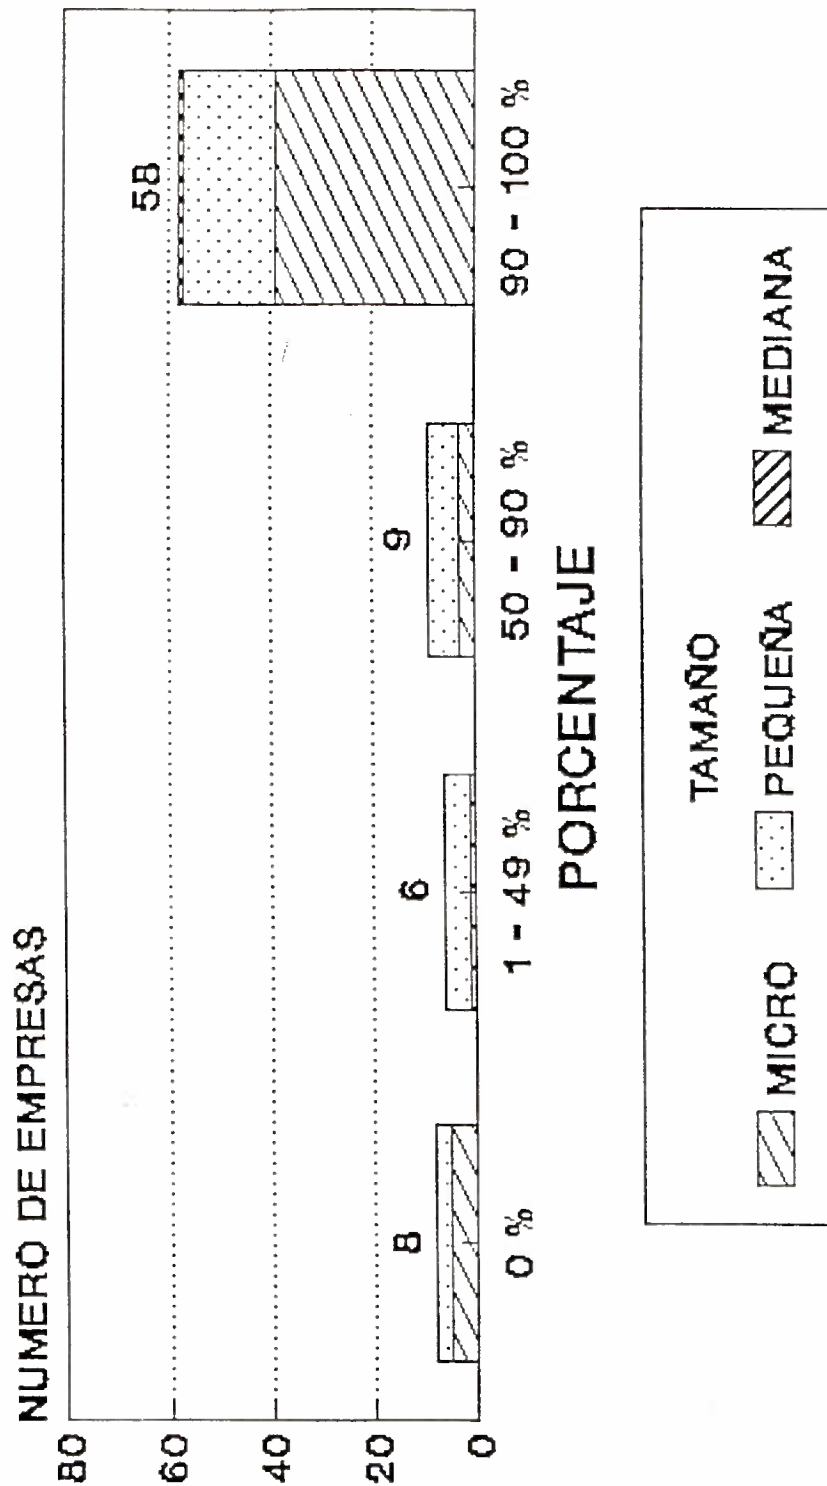 NUMERO DE EMPRESAS
80
60
40
20
0
8
6
9
58
0 %
1 - 49 %
50 - 90 %
90 - 100 %
PORCENTAJE
TAMAÑO
MICRO
PEQUEÑA
MEDIANA